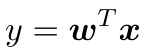 y = w^T x